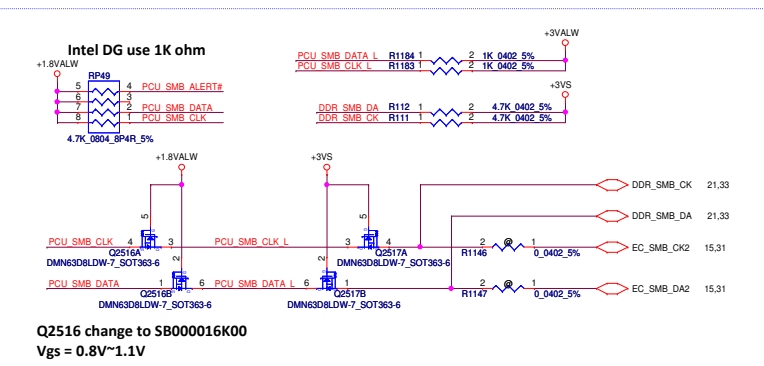 +3VALW
Intel DG use 1K ohm
+1.8VALW
PCU_SMB_DATA_L R1184 1 2 1K_0402_5%
PCU_SMB_CLK_L R1183 1 2 1K_0402_5%
RP49
+3VS
5 4 PCU_SMB_ALERT#
6 3
7 2 PCU_SMB_DATA
8 1 PCU_SMB_CLK
DDR_SMB_DA R112 1 2 4.7K_0402_5%
DDR_SMB_CK R111 1 2 4.7K_0402_5%
4.7K_0804_8P4R_5%
+1.8VALW +3VS
DDR_SMB_CK 21,33
5 5
DDR_SMB_DA 21,33
PCU_SMB_CLK 4 3 PCU_SMB_CLK_L 3 4 2 @ 1 EC_SMB_CK2 15,31
Q2516A Q2517A R1146 0_0402_5%
DMN63D8LDW-7_SOT363-6 DMN63D8LDW-7_SOT363-6
2 2
PCU_SMB_DATA 1 6 PCU_SMB_DATA_L 6 1 2 @ 1 EC_SMB_DA2 15,31
Q2516B Q2517B R1147 0_0402_5%
DMN63D8LDW-7_SOT363-6 DMN63D8LDW-7_SOT363-6
Q2516 change to SB000016K00
Vgs = 0.8V~1.1V